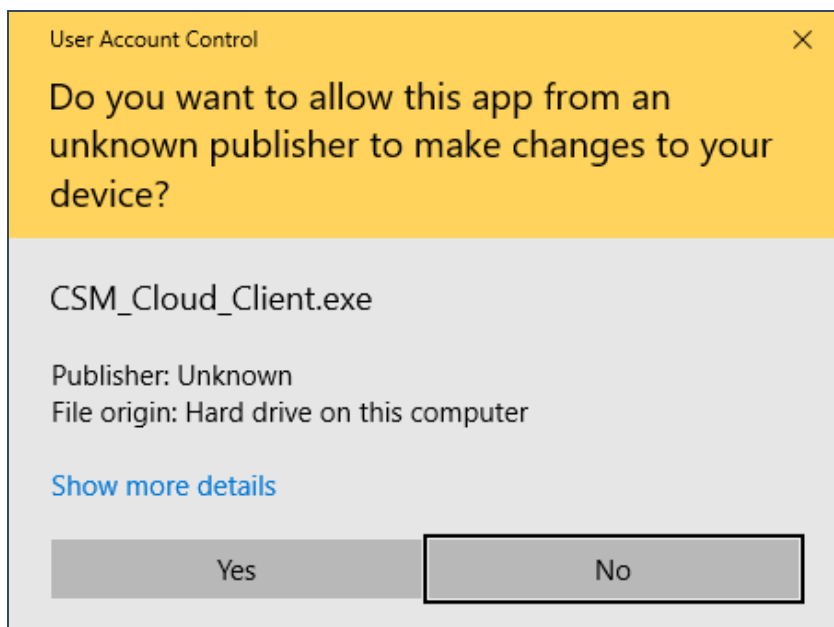 User Account Control
Do you want to allow this app from an
unknown publisher to make changes to your
device?
CSM_Cloud_Client.exe
Publisher: Unknown
File origin: Hard drive on this computer
Show more details
Yes
No